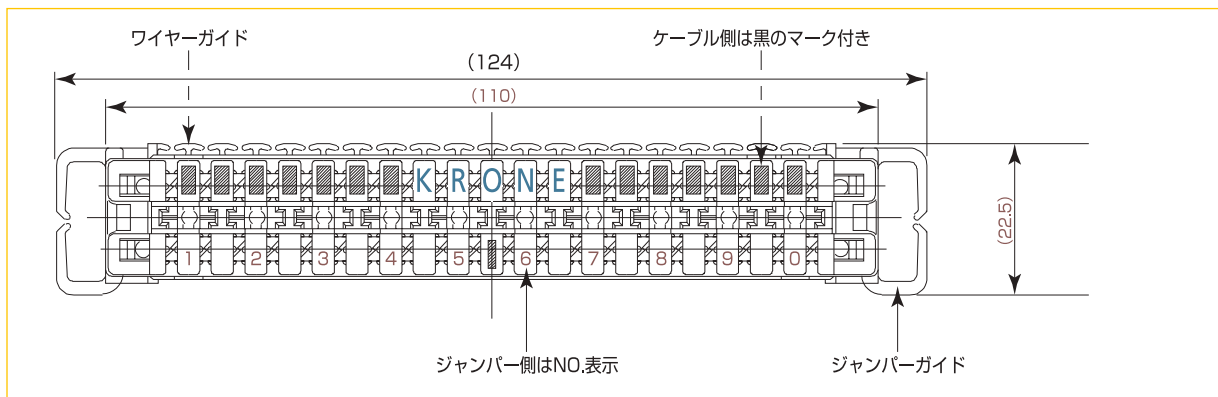 ワイヤーガイド
ケーブル側は黒のマーク付き
(124)
(110)
KRONE
(22.5)
1 2 3 4 5 6 7 8 9 0
ジャンパー側はNO.表示
ジャンパーガイド